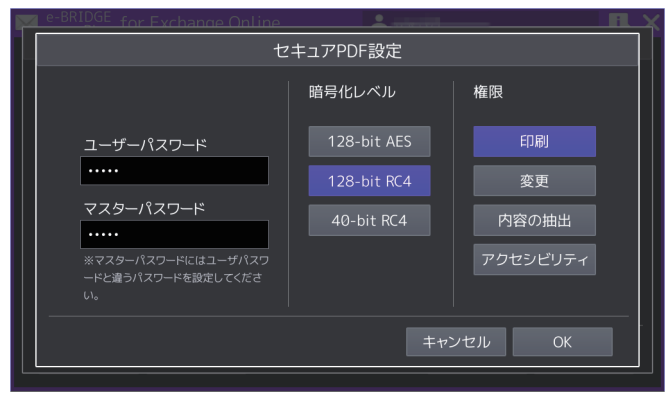 e-BRIDGE
for Exchange Online
セキュアPDF設定
暗号化レベル
権限
ユーザーパスワード
•••••
マスターパスワード
•••••
※マスターパスワードにはユーザパスワ
ードと違うパスワードを設定してくださ
い。
128-bit AES
128-bit RC4
40-bit RC4
印刷
変更
内容の抽出
アクセシビリティ
キャンセル
OK